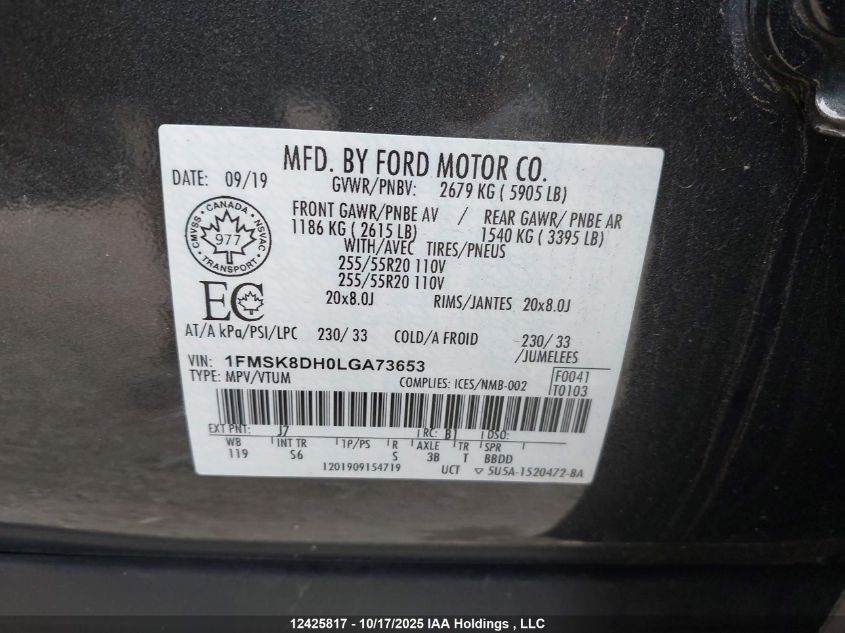 MFD. BY FORD MOTOR CO.
DATE: 09/19 GVWR/PNBV: 2679 KG ( 5905 LB)
FRONT GAWR/PNBE AV / REAR GAWR/ PNBE AR
1186 KG ( 2615 LB) 1540 KG ( 3395 LB)
WITH/AVEC TIRES/PNEUS
255/55R20 110V
255/55R20 110V
20x8.0J RIMS/JANTES 20x8.0J
CANADA
CMVSS 977 NSVAC
TRANSPORT
EC
AT/A kPa/PSI/LPC 230/ 33 COLD/A FROID 230/ 33
/JUMELEES
VIN: 1FMSK8DH0LGA73653
TYPE: MPV/VTUM COMPLIES: ICES/NMB-002 F0041
T0103
EXT PNT: J7 RC: B1 DSO:
WB INT TR TP/PS R AXLE TR SPR
119 S6 S 3B T BBDD
1201909154719 UCT 5U5A-1520472-BA
12425817 - 10/17/2025 IAA Holdings , LLC